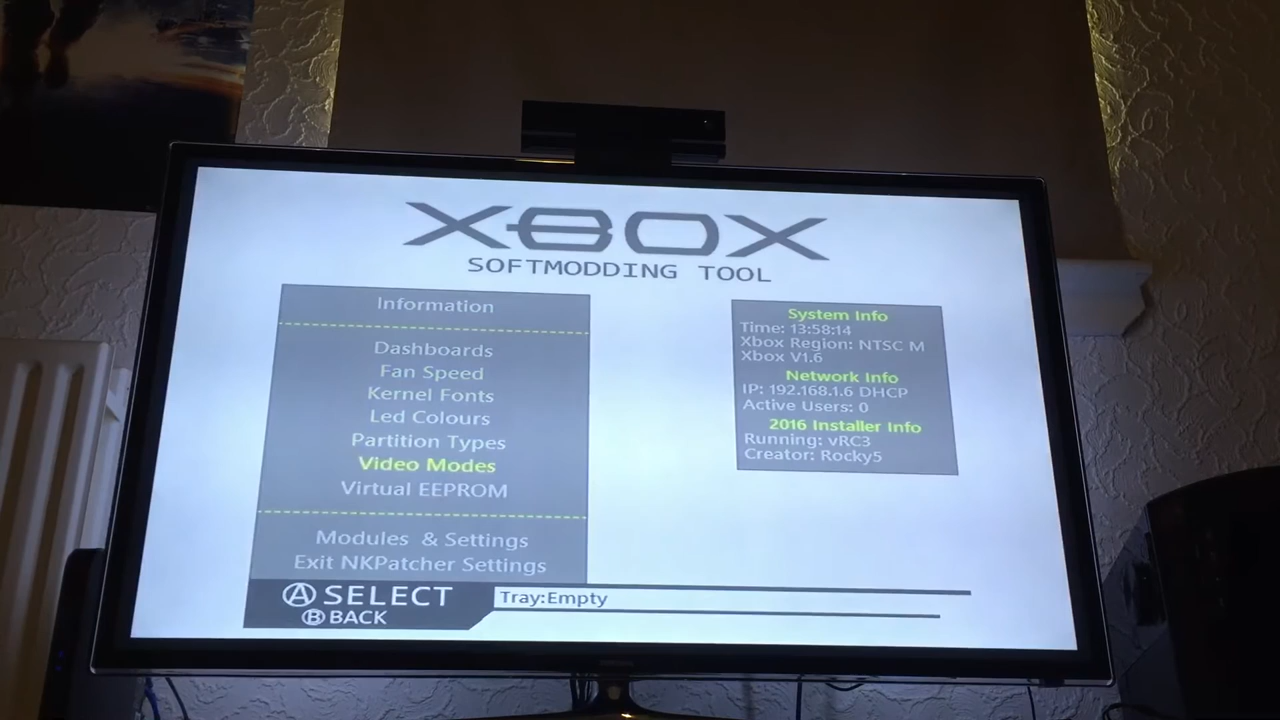 XBOX
SOFTMODDING TOOL
Information
Dashboards
Fan Speed
Kernel Fonts
Led Colours
Partition Types
Video Modes
Virtual EEPROM
Modules & Settings
Exit NKPatcher Settings
A SELECT
B BACK
Tray:Empty
System Info
Time: 13:58:14
Xbox Region: NTSC M
Xbox V1.6
Network Info
IP: 192.168.1.6 DHCP
Active Users: 0
2016 Installer Info
Running: vRC3
Creator: Rocky5